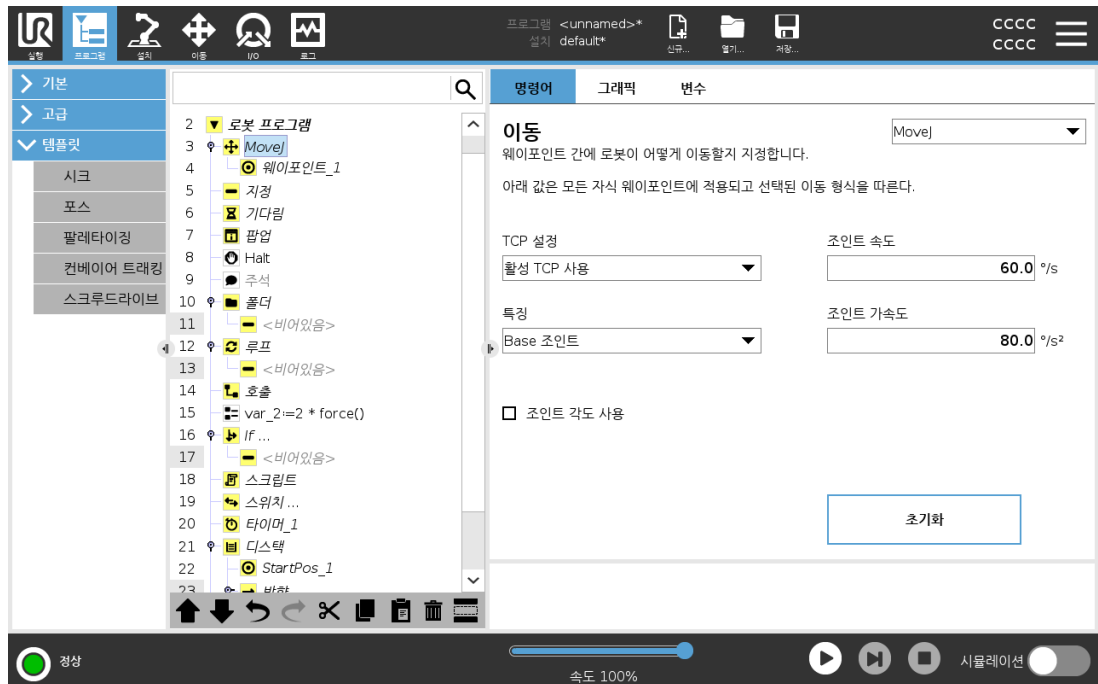 프로그램 <unnamed>*
설치 default*
실행 프로그램 설치 이동 I/O 로그
신규... 열기... 저장...
CCCC
CCCC
기본
고급
템플릿
시크
포스
팔레타이징
컨베이어 트래킹
스크루드라이브
2 로봇 프로그램
3 MoveJ
4 웨이포인트_1
5 지정
6 기다림
7 팝업
8 Halt
9 주석
10 폴더
11 <비어있음>
12 루프
13 <비어있음>
14 호출
15 var_2≔2 * force()
16 If ...
17 <비어있음>
18 스크립트
19 스위치 ...
20 타이머_1
21 디스택
22 StartPos_1
23 방향
명령어 그래픽 변수
이동
MoveJ
웨이포인트 간에 로봇이 어떻게 이동할지 지정합니다.
아래 값은 모든 자식 웨이포인트에 적용되고 선택된 이동 형식을 따른다.
TCP 설정
조인트 속도
활성 TCP 사용
60.0 °/s
특징
조인트 가속도
Base 조인트
80.0 °/s²
조인트 각도 사용
초기화
정상
속도 100%
시뮬레이션